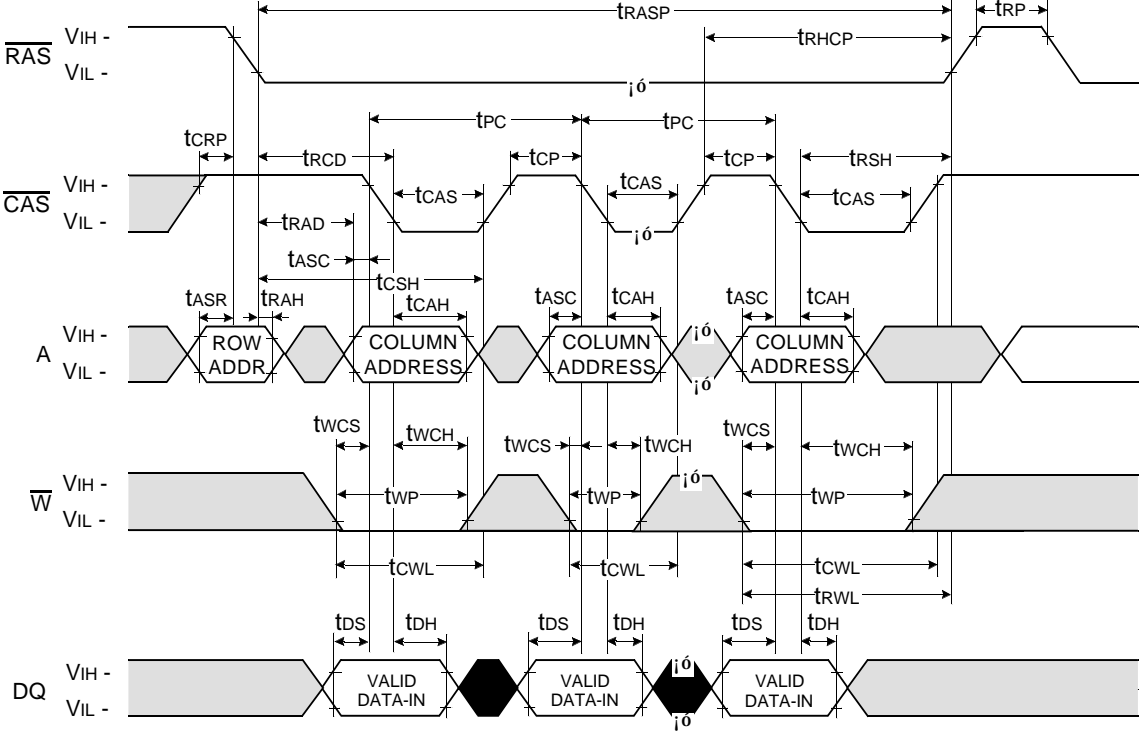 tRASP tRP
RAS VIH - tRHCP
VIL -
¡ó
tPC tPC
tCRP tRCD tCP tCP tRSH
CAS VIH - tCAS tCAS tCAS
VIL - tRAD ¡ó
tASC tCSH
tASR tRAH tCAH tASC tCAH tASC tCAH
A VIH - ROW ADDR. COLUMN ADDRESS COLUMN ADDRESS ¡ó COLUMN ADDRESS
VIL - ¡ó
tWCS tWCH tWCS tWCH tWCS tWCH
W VIH - tWP tWP ¡ó tWP
VIL -
tCWL tCWL tCWL
tRWL
tDS tDH tDS tDH tDS tDH
DQ VIH - VALID DATA-IN VALID DATA-IN ¡ó VALID DATA-IN
VIL - ¡ó